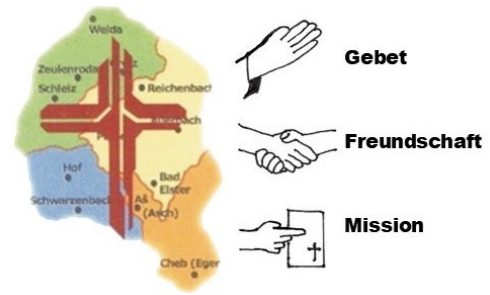 Weida
Zeulenroda
Schleiz
Reichenbach
Hof
Bad
Elster
Schwarzenbach
Aš
(Asch)
Cheb (Eger
Gebet
Freundschaft
Mission